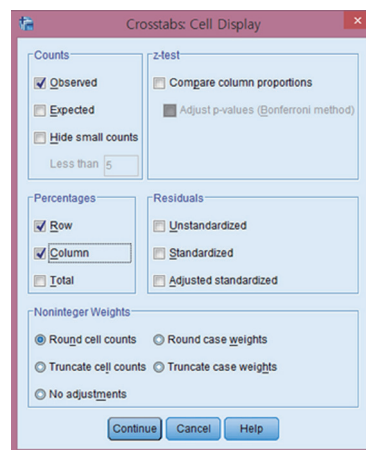 Crosstabs: Cell Display
Counts
Observed
Expected
Hide small counts
Less than 5
z-test
Compare column proportions
Adjust p-values (Bonferroni method)
Percentages
Row
Column
Total
Residuals
Unstandardized
Standardized
Adjusted standardized
Noninteger Weights
Round cell counts Round case weights
Truncate cell counts Truncate case weights
No adjustments
Continue Cancel Help